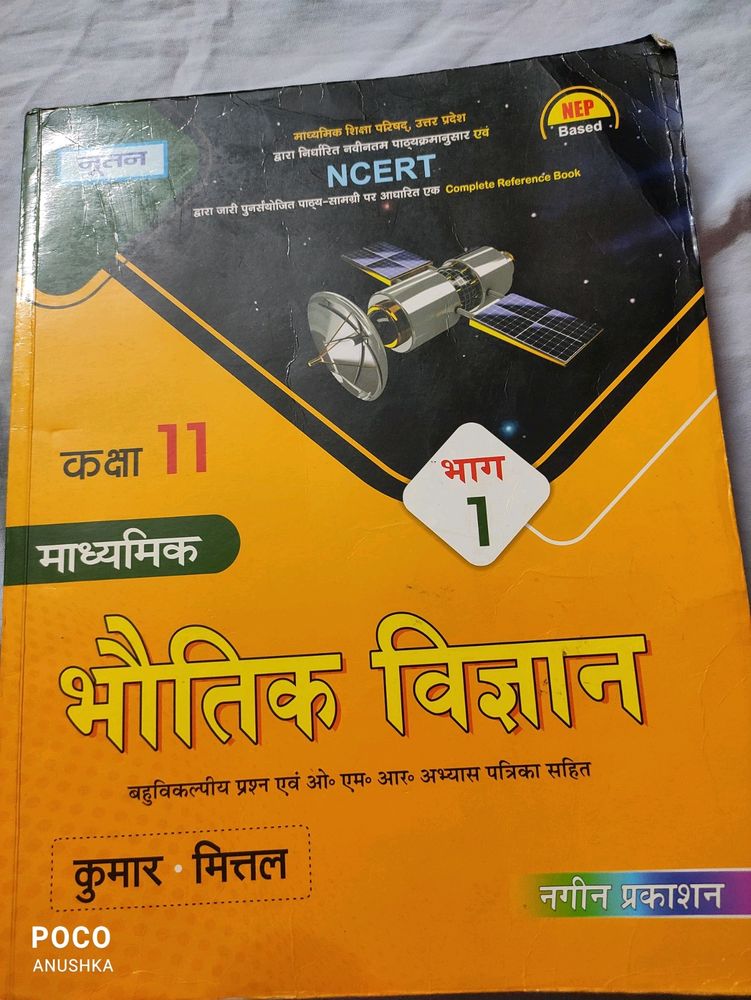 नूतन
माध्यमिक शिक्षा परिषद्, उत्तर प्रदेश
द्वारा निर्धारित नवीनतम पाठ्यक्रमानुसार एवं
NCERT
द्वारा जारी पुनर्संयोजित पाठ्य-सामग्री पर आधारित एक Complete Reference Book
NEP
Based
कक्षा 11
भाग
1
माध्यमिक
भौतिक विज्ञान
बहुविकल्पीय प्रश्न एवं ओ॰ एम॰ आर॰ अभ्यास पत्रिका सहित
कुमार • मित्तल
नगीन प्रकाशन
POCO
ANUSHKA